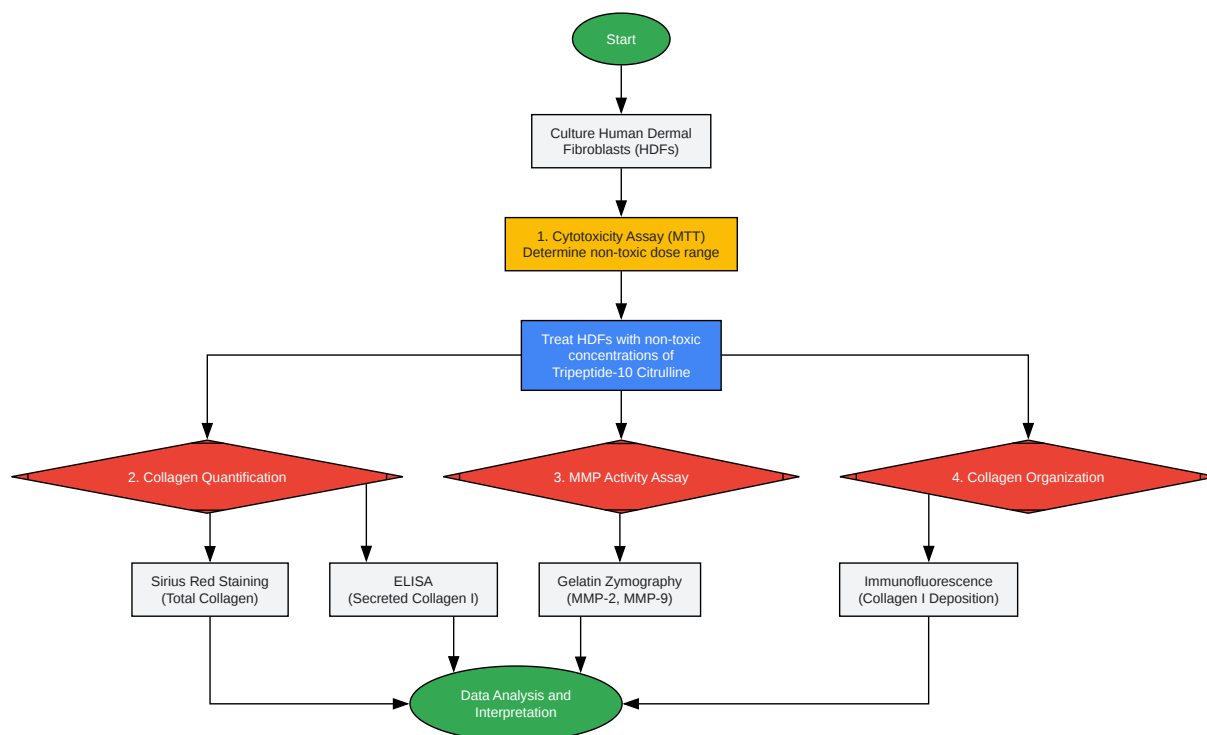 Start
Culture Human Dermal
Fibroblasts (HDFs)
1. Cytotoxicity Assay (MTT)
Determine non-toxic dose range
Treat HDFs with non-toxic
concentrations of
Tripeptide-10 Citrulline
2. Collagen Quantification
3. MMP Activity Assay
4. Collagen Organization
Sirius Red Staining
(Total Collagen)
ELISA
(Secreted Collagen I)
Gelatin Zymography
(MMP-2, MMP-9)
Immunofluorescence
(Collagen I Deposition)
Data Analysis and
Interpretation